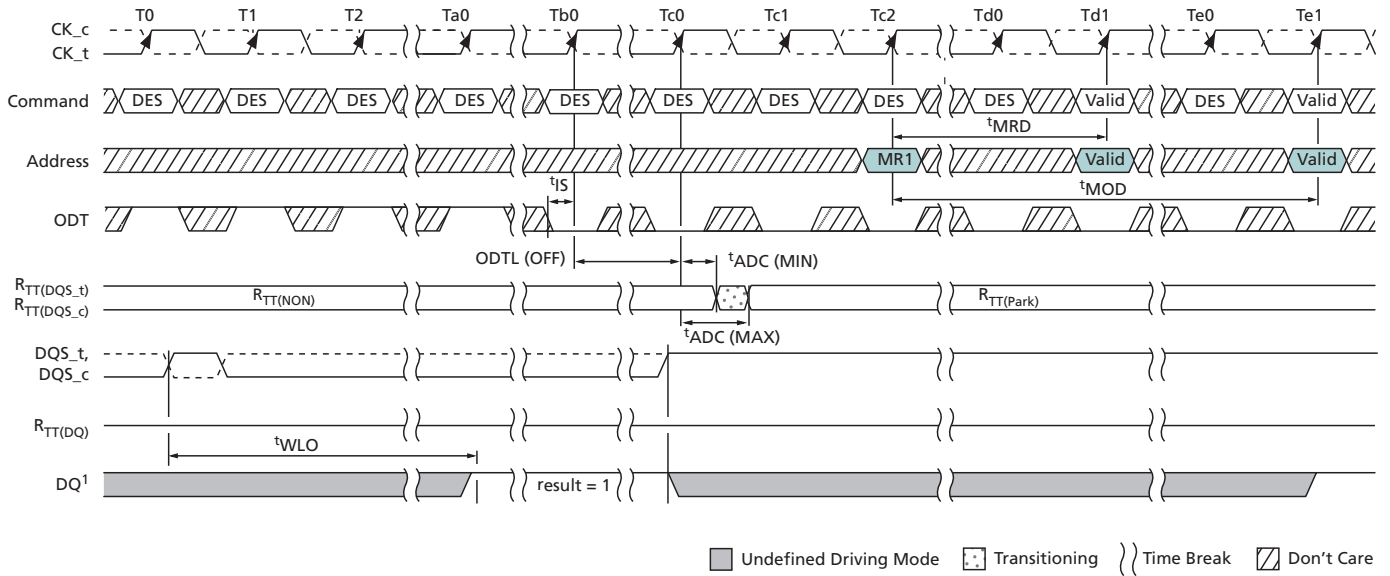 T0 T1 T2 Ta0 Tb0 Tc0 Tc1 Tc2 Td0 Td1 Te0 Te1
CK_c
CK_t
Command DES DES DES DES DES DES DES DES DES Valid DES Valid
tMRD
Address MR1 Valid Valid
tIS tMOD
ODT
ODTL (OFF) tADC (MIN)
RTT(DQS_t)
RTT(DQS_c) RTT(NON) RTT(Park)
tADC (MAX)
DQS_t,
DQS_c
RTT(DQ)
tWLO
DQ1 result = 1
Undefined Driving Mode Transitioning Time Break Don't Care